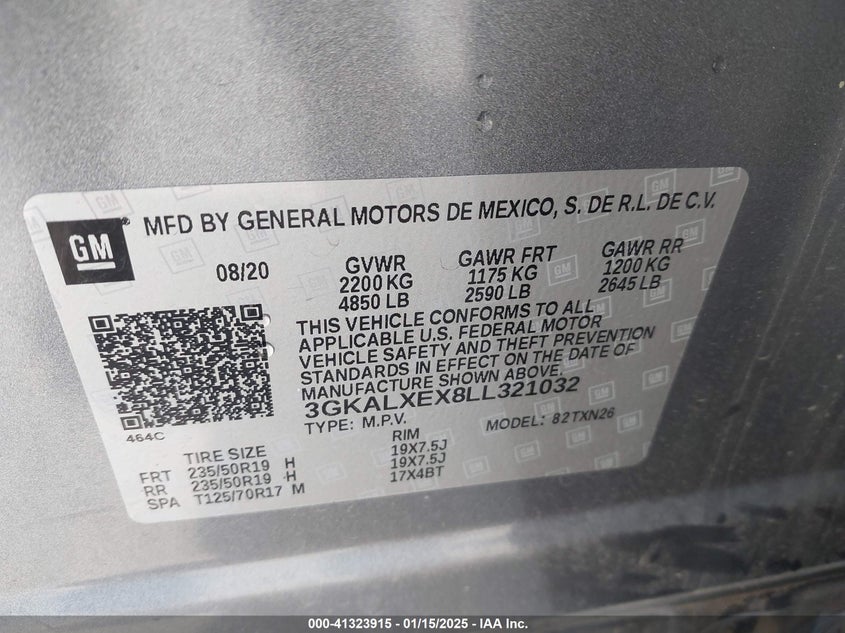 GM
MFD BY GENERAL MOTORS DE MEXICO, S. DE R.L. DE C.V.
08/20
GVWR
2200 KG
4850 LB
GAWR FRT
1175 KG
2590 LB
GAWR RR
1200 KG
2645 LB
THIS VEHICLE CONFORMS TO ALL
APPLICABLE U.S. FEDERAL MOTOR
VEHICLE SAFETY AND THEFT PREVENTION
STANDARDS IN EFFECT ON THE DATE OF
MANUFACTURE SHOWN ABOVE.
3GKALXEX8LL321032
TYPE: M.P.V.
MODEL: 82TXN26
464C
TIRE SIZE
RIM
FRT 235/50R19 H 19X7.5J
RR 235/50R19 H 19X7.5J
SPA T125/70R17 M 17X4BT
000-41323915 - 01/15/2025 - IAA Inc.